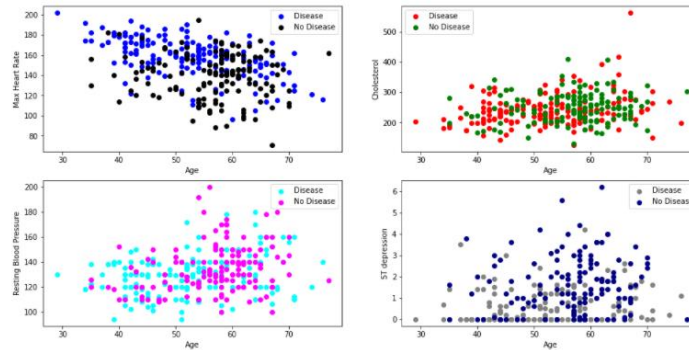 Disease
No Disease
Max Heart Rate
200
180
160
140
120
100
80
30
40
50
60
70
Age
Disease
No Disease
Cholesterol
500
400
300
200
30
40
50
60
70
Age
Disease
No Disease
Resting Blood Pressure
200
180
160
140
120
100
30
40
50
60
70
Age
Disease
No Disease
ST depression
6
5
4
3
2
1
0
30
40
50
60
70
Age